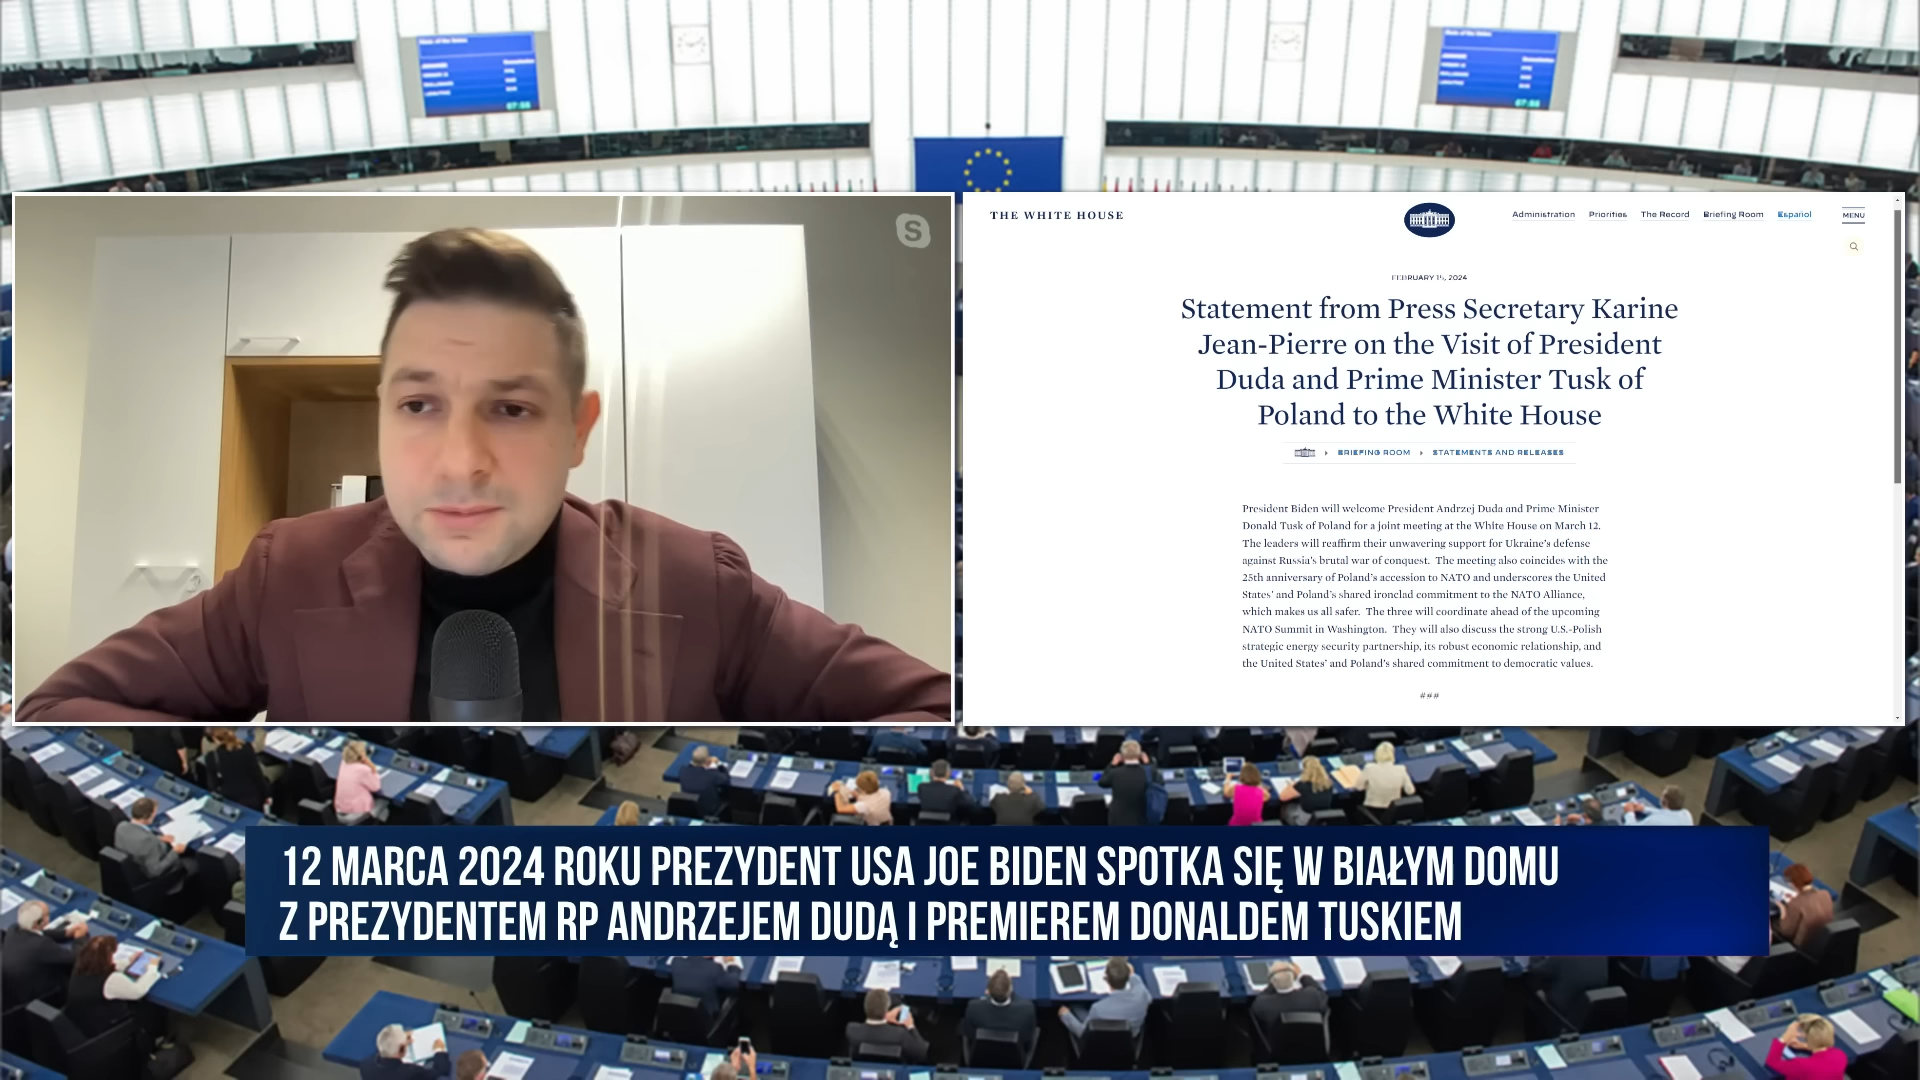 THE WHITE HOUSE
Administration Priorities The Record Briefing Room Español MENU
FEBRUARY 15, 2024
Statement from Press Secretary Karine
Jean-Pierre on the Visit of President
Duda and Prime Minister Tusk of
Poland to the White House
BRIEFING ROOM STATEMENTS AND RELEASES
President Biden will welcome President Andrzej Duda and Prime Minister
Donald Tusk of Poland for a joint meeting at the White House on March 12.
The leaders will reaffirm their unwavering support for Ukraine's defense
against Russia's brutal war of conquest. The meeting also coincides with the
25th anniversary of Poland's accession to NATO and underscores the United
States' and Poland's shared ironclad commitment to the NATO Alliance,
which makes us all safer. The three will coordinate ahead of the upcoming
NATO Summit in Washington. They will also discuss the strong U.S.-Polish
strategic energy security partnership, its robust economic relationship, and
the United States' and Poland's shared commitment to democratic values.
###
12 MARCA 2024 ROKU PREZYDENT USA JOE BIDEN SPOTKA SIĘ W BIAŁYM DOMU
Z PREZYDENTEM RP ANDRZEJEM DUDĄ I PREMIEREM DONALDEM TUSKIEM